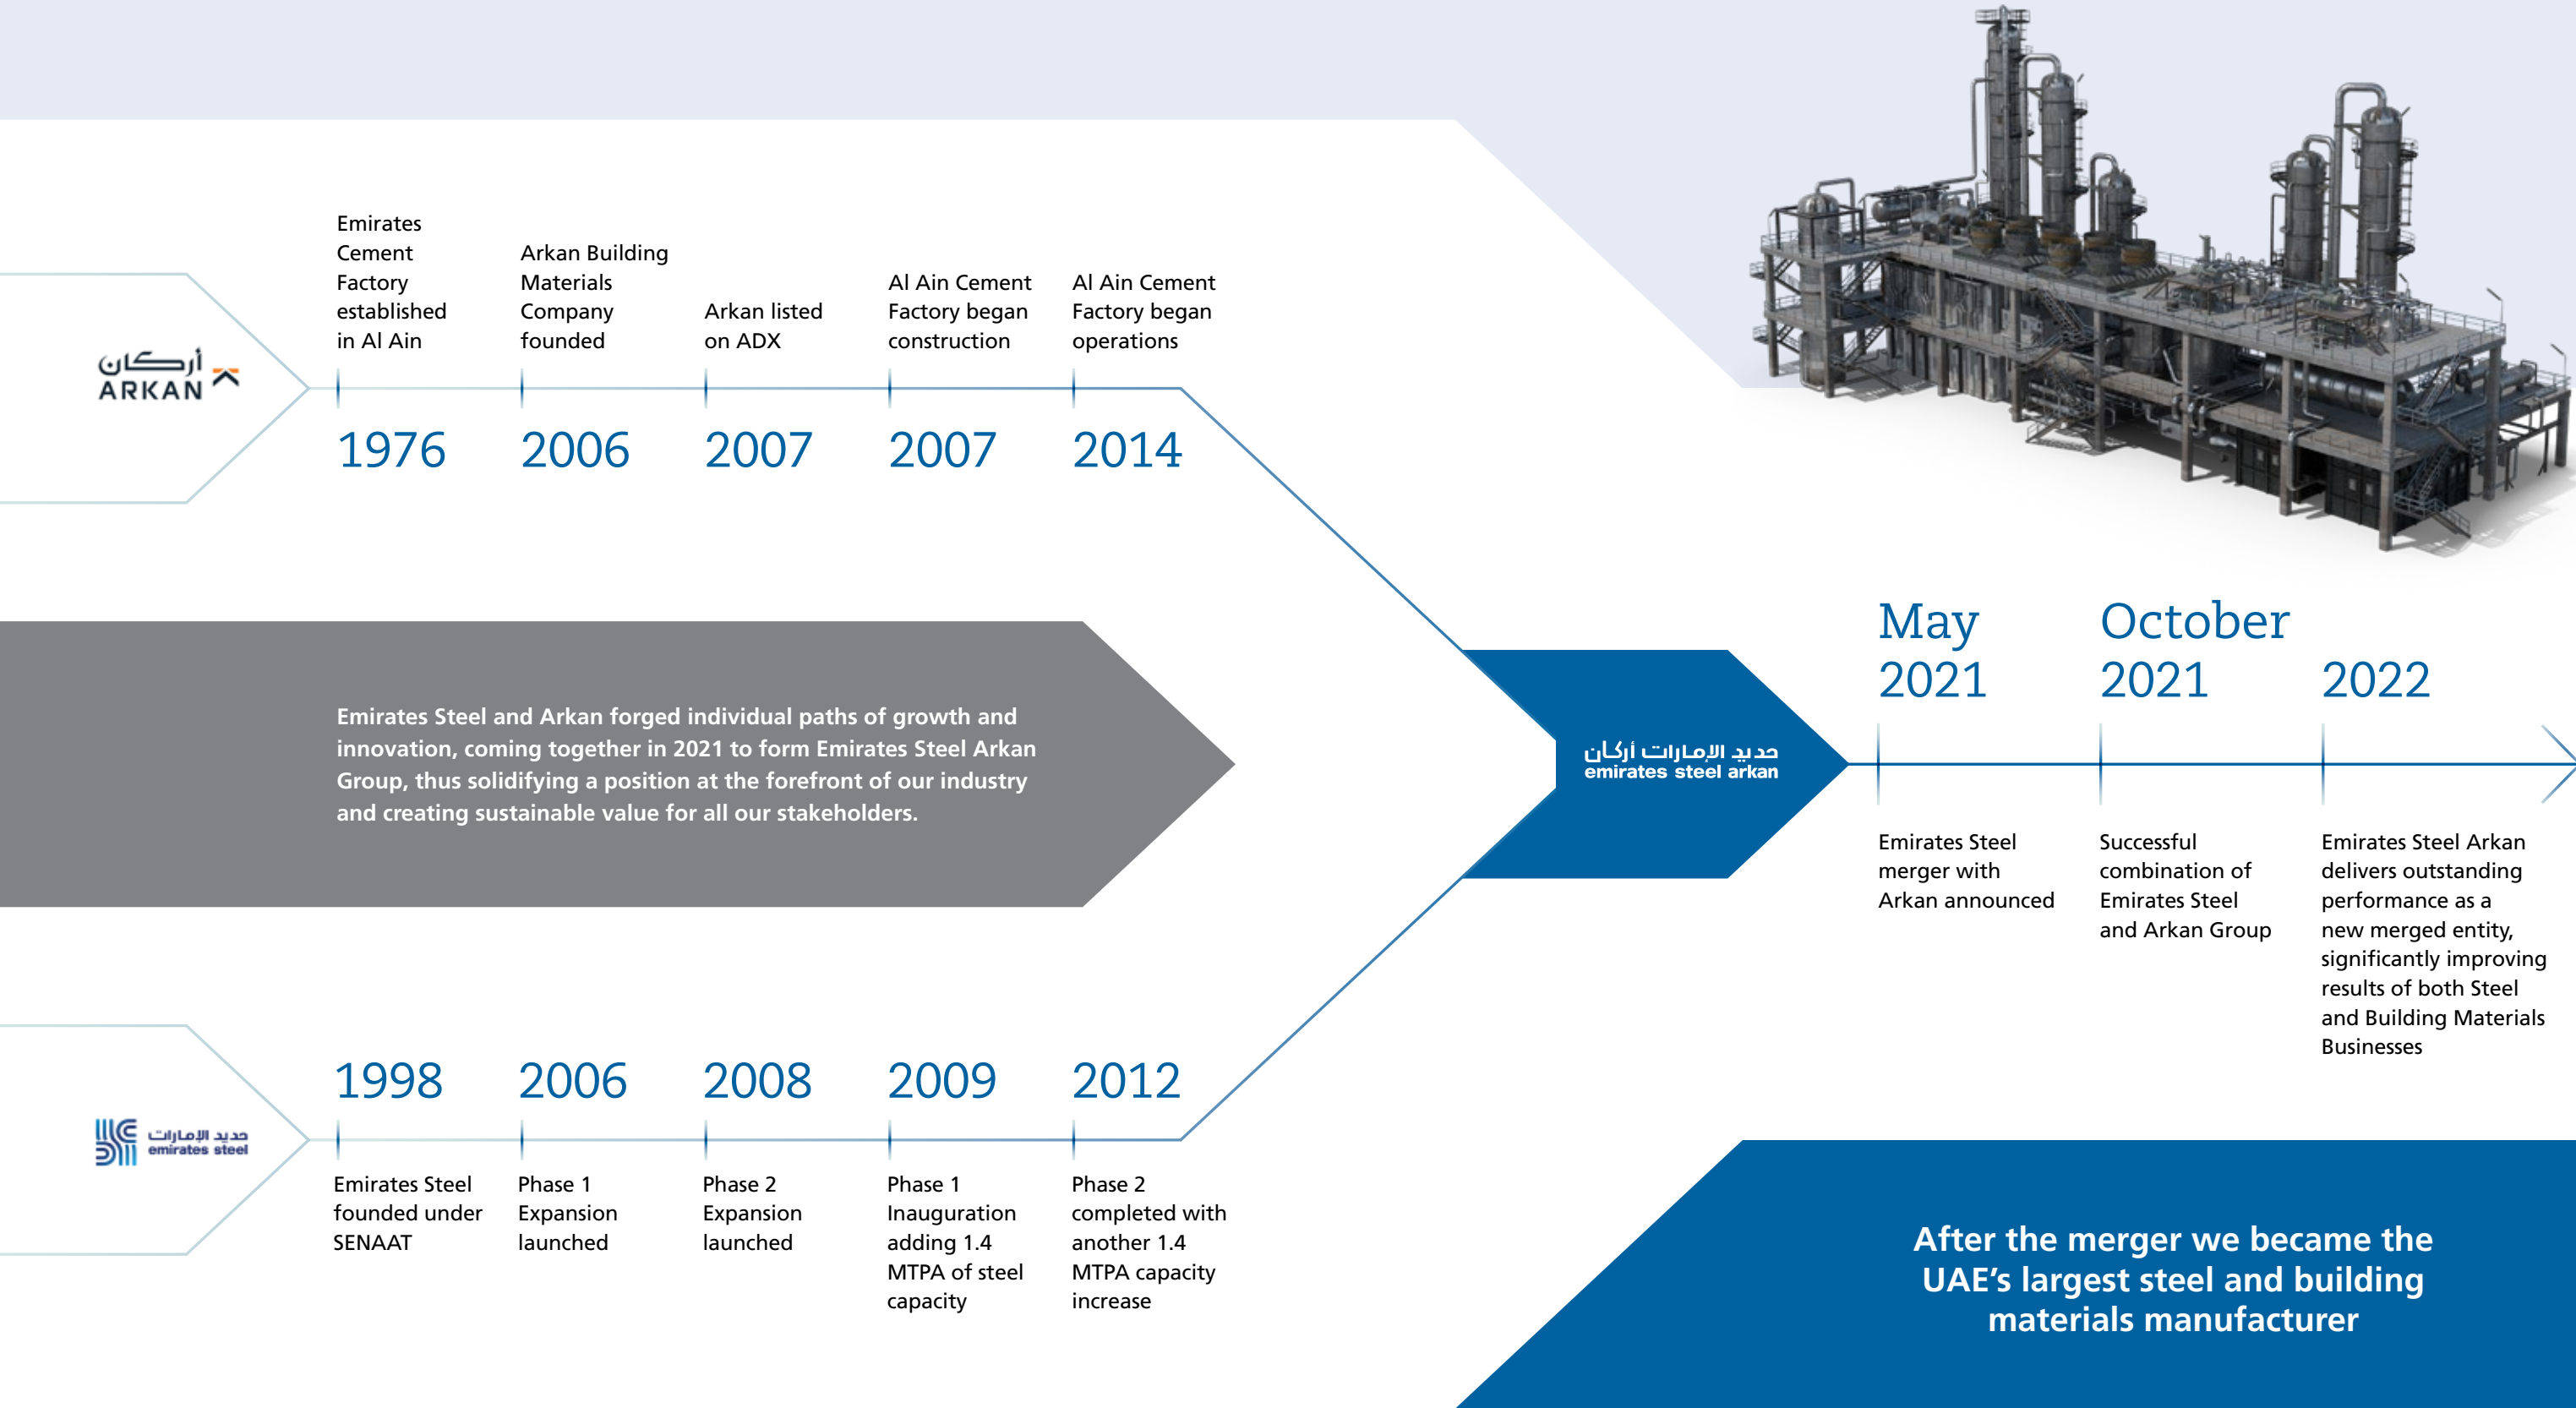 Emirates
Cement
Factory
established
in Al Ain
Arkan Building
Materials
Company
founded
Arkan listed
on ADX
Al Ain Cement
Factory began
construction
Al Ain Cement
Factory began
operations
أركان
ARKAN
1976
2006
2007
2007
2014
Emirates Steel and Arkan forged individual paths of growth and
innovation, coming together in 2021 to form Emirates Steel Arkan
Group, thus solidifying a position at the forefront of our industry
and creating sustainable value for all our stakeholders.
حديد الإمارات أركان
emirates steel arkan
May
2021
October
2021
2022
Emirates Steel
merger with
Arkan announced
Successful
combination of
Emirates Steel
and Arkan Group
Emirates Steel Arkan
delivers outstanding
performance as a
new merged entity,
significantly improving
results of both Steel
and Building Materials
Businesses
حديد الإمارات
emirates steel
1998
2006
2008
2009
2012
Emirates Steel
founded under
SENAAT
Phase 1
Expansion
launched
Phase 2
Expansion
launched
Phase 1
Inauguration
adding 1.4
MTPA of steel
capacity
Phase 2
completed with
another 1.4
MTPA capacity
increase
After the merger we became the
UAE’s largest steel and building
materials manufacturer